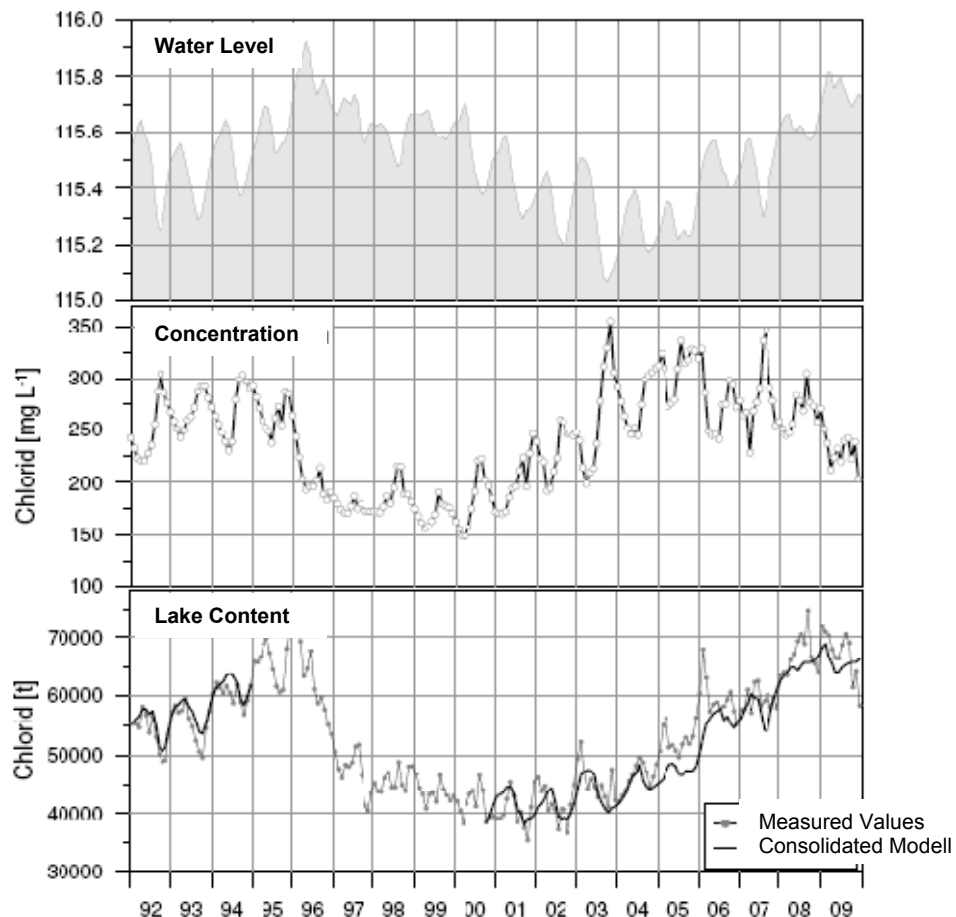 116.0
Water Level
115.8
115.6
115.4
115.2
115.0
350
Concentration
300
250
200
150
100
Chlorid [mg L-1]
Lake Content
70000
60000
50000
40000
30000
Chlorid [t]
Measured Values
Consolidated Modell
92 93 94 95 96 97 98 99 00 01 02 03 04 05 06 07 08 09